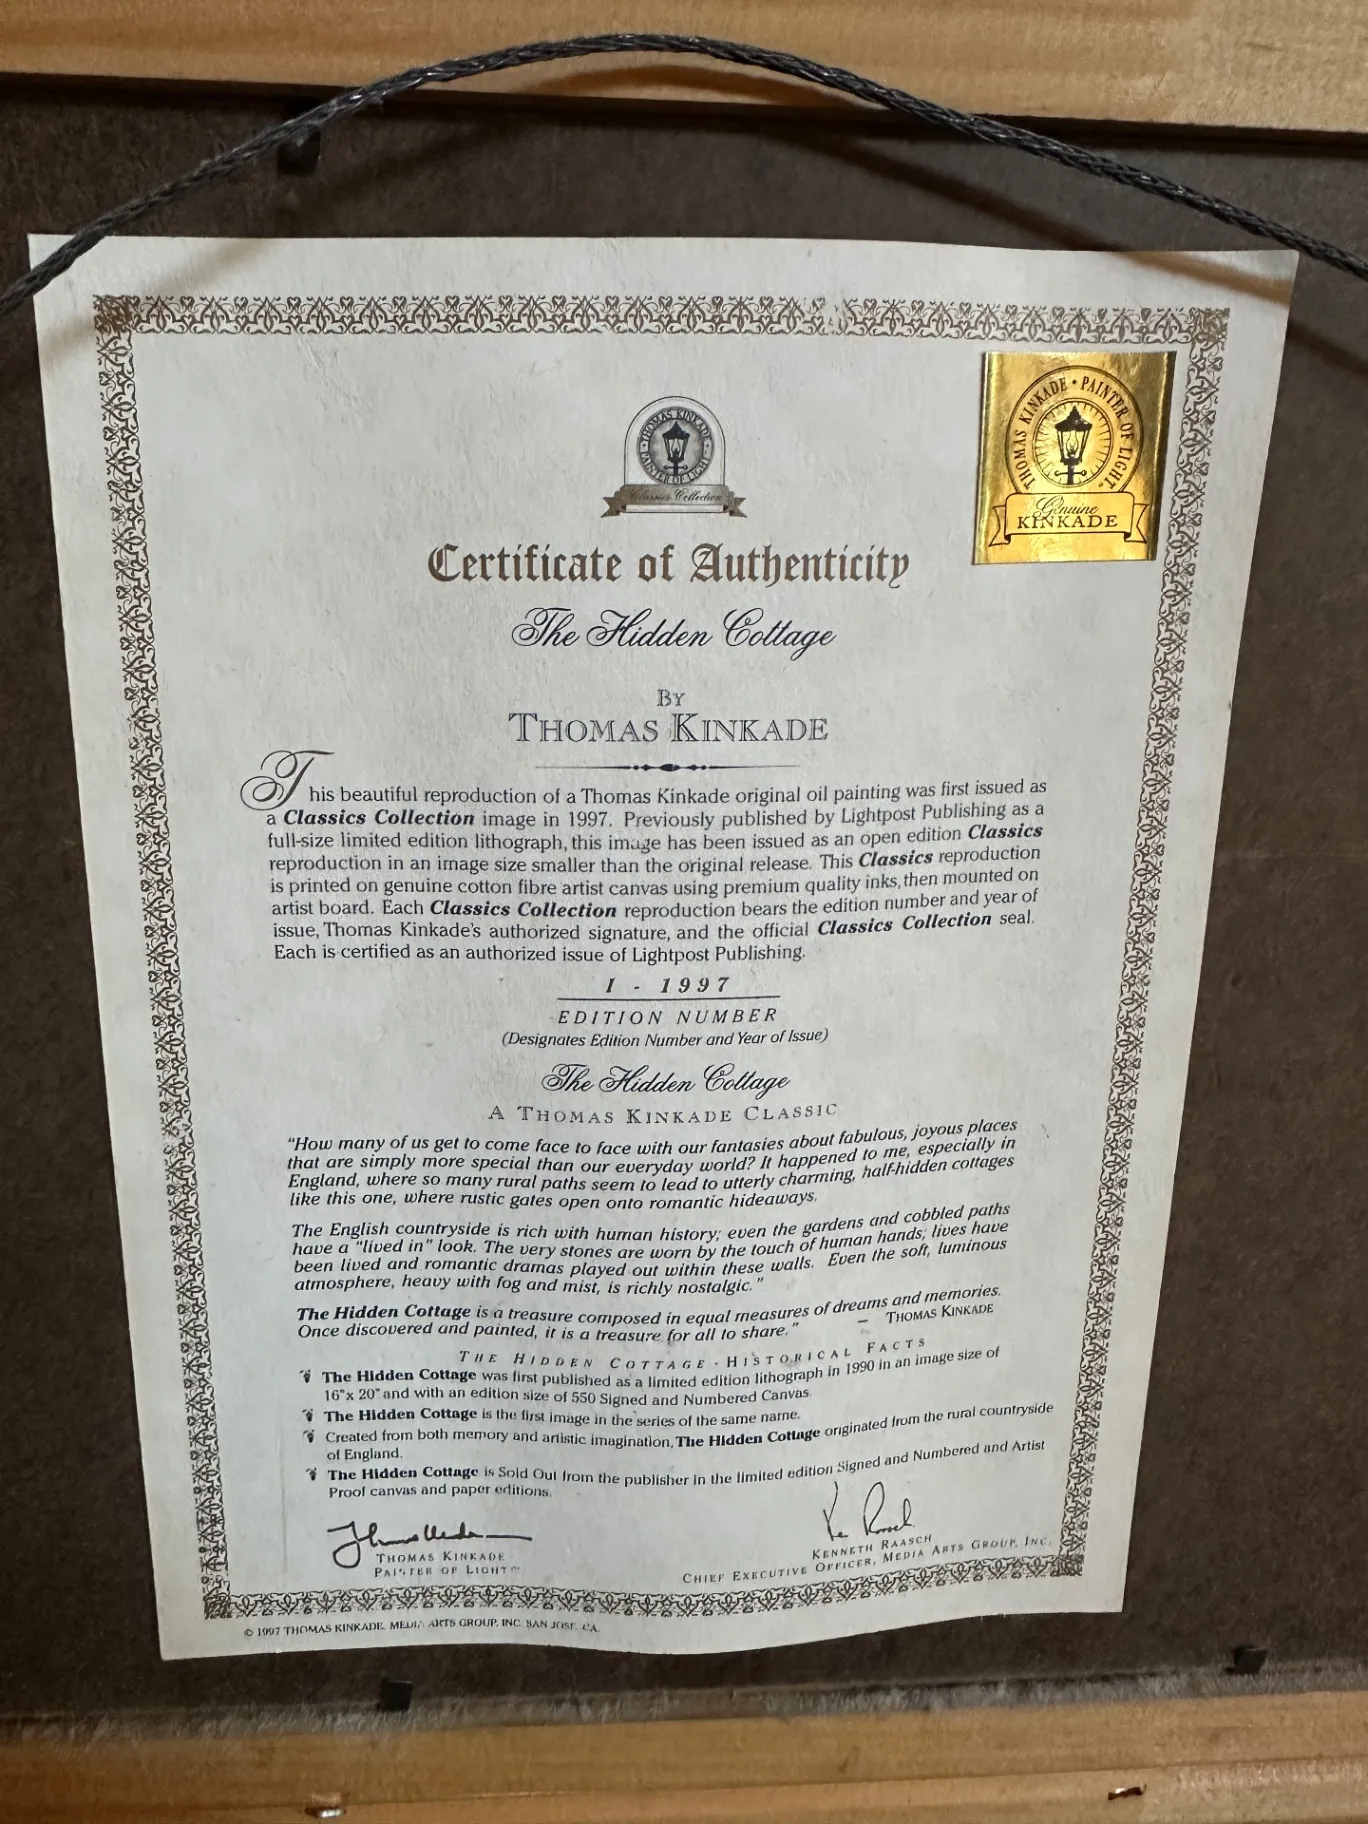 THOMAS KINKADE • PAINTER OF LIGHT
Classics Collection
THOMAS KINKADE • PAINTER OF LIGHT™
Genuine
KINKADE
Certificate of Authenticity
The Hidden Cottage
BY
THOMAS KINKADE
This beautiful reproduction of a Thomas Kinkade original oil painting was first issued as
a Classics Collection image in 1997. Previously published by Lightpost Publishing as a
full-size limited edition lithograph, this image has been issued as an open edition Classics
reproduction in an image size smaller than the original release. This Classics reproduction
is printed on genuine cotton fibre artist canvas using premium quality inks, then mounted on
artist board. Each Classics Collection reproduction bears the edition number and year of
issue, Thomas Kinkade's authorized signature, and the official Classics Collection seal.
Each is certified as an authorized issue of Lightpost Publishing.
I - 1997
EDITION NUMBER
(Designates Edition Number and Year of Issue)
The Hidden Cottage
A THOMAS KINKADE CLASSIC
"How many of us get to come face to face with our fantasies about fabulous, joyous places
that are simply more special than our everyday world? It happened to me, especially in
England, where so many rural paths seem to lead to utterly charming, half-hidden cottages
like this one, where rustic gates open onto romantic hideaways.
The English countryside is rich with human history; even the gardens and cobbled paths
have a "lived in" look. The very stones are worn by the touch of human hands; lives have
been lived and romantic dramas played out within these walls. Even the soft, luminous
atmosphere, heavy with fog and mist, is richly nostalgic."
The Hidden Cottage is a treasure composed in equal measures of dreams and memories.
Once discovered and painted, it is a treasure for all to share." – THOMAS KINKADE
THE HIDDEN COTTAGE - HISTORICAL FACTS
The Hidden Cottage was first published as a limited edition lithograph in 1990 in an image size of
16"x 20" and with an edition size of 550 Signed and Numbered Canvas.
The Hidden Cottage is the first image in the series of the same name.
Created from both memory and artistic imagination, The Hidden Cottage originated from the rural countryside
of England.
The Hidden Cottage is Sold Out from the publisher in the limited edition Signed and Numbered and Artist
Proof canvas and paper editions.
THOMAS KINKADE
PAINTER OF LIGHT™
KENNETH RAASCH
CHIEF EXECUTIVE OFFICER, MEDIA ARTS GROUP, INC.
© 1997 THOMAS KINKADE, MEDIA ARTS GROUP, INC. SAN JOSE, CA.